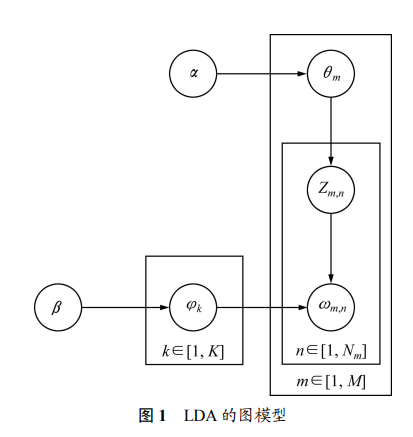 α
θm
Zm,n
β
φk
ωm,n
k∈[1, K]
n∈[1, Nm]
m∈[1, M]
图 1 LDA 的图模型